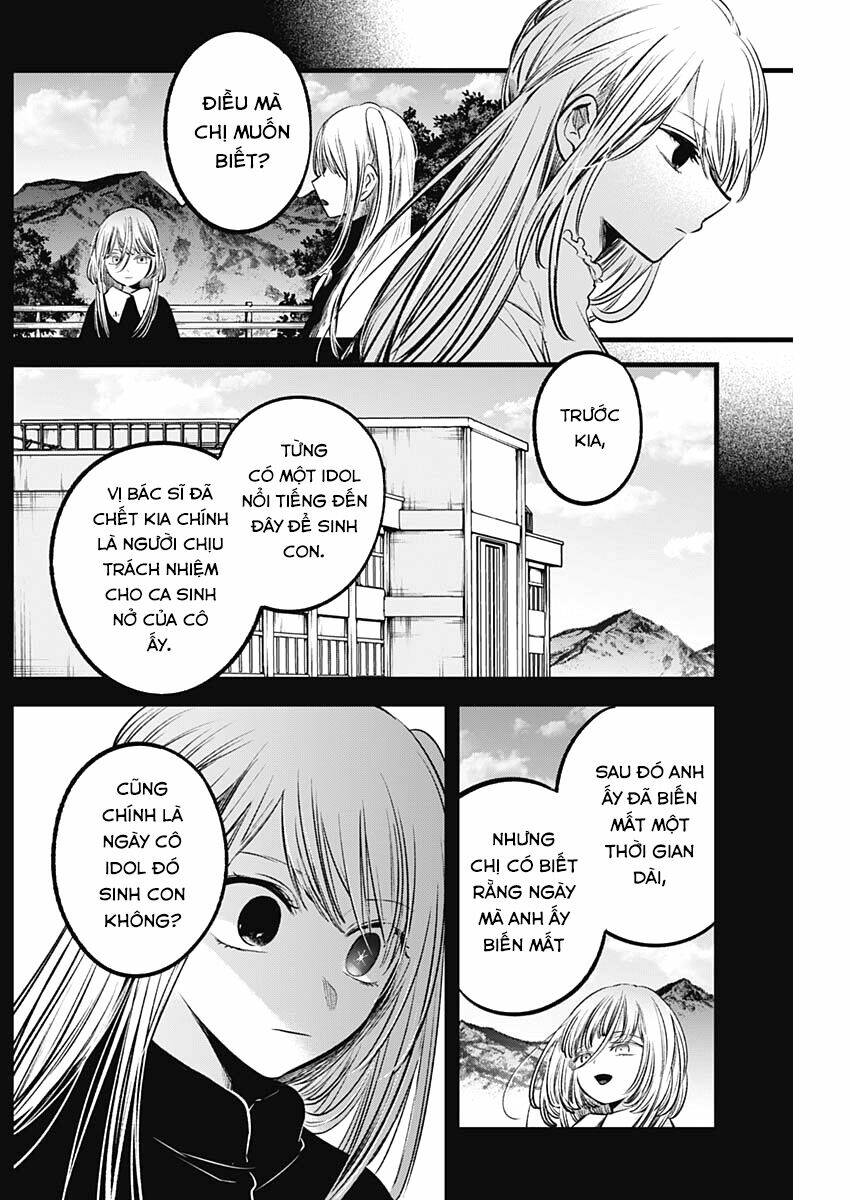 ĐIỀU MÀ
CHỊ MUỐN
BIẾT?
TRƯỚC
KIA,
TỪNG
CÓ MỘT IDOL
NỔI TIẾNG ĐẾN
ĐÂY ĐỂ SINH
CON.
VỊ BÁC SĨ ĐÃ
CHẾT KIA CHÍNH
LÀ NGƯỜI CHỊU
TRÁCH NHIỆM
CHO CA SINH
NỞ CỦA CÔ
ẤY.
SAU ĐÓ ANH
ẤY ĐÃ BIẾN
MẤT MỘT
THỜI GIAN
DÀI,
NHƯNG
CHỊ CÓ BIẾT
RẰNG NGÀY
MÀ ANH ẤY
BIẾN MẤT
CŨNG
CHÍNH LÀ
NGÀY CÔ
IDOL ĐÓ
SINH CON
KHÔNG?